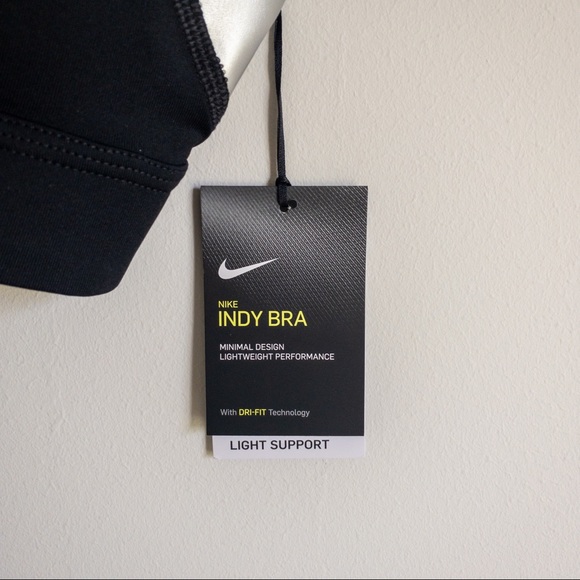 NIKE
INDY BRA
MINIMAL DESIGN
LIGHTWEIGHT PERFORMANCE
With DRI-FIT Technology
LIGHT SUPPORT